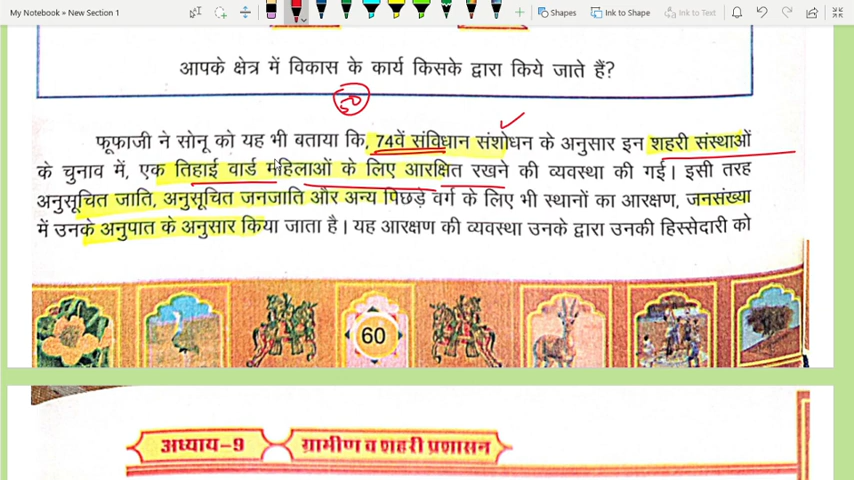 My Notebook » New Section 1
Shapes
Ink to Shape
Ink to Text
आपके क्षेत्र में विकास के कार्य किसके द्वारा किये जाते हैं?
50
फूफाजी ने सोनू को यह भी बताया कि, 74वें संविधान संशोधन के अनुसार इन शहरी संस्थाओं
के चुनाव में, एक तिहाई वार्ड महिलाओं के लिए आरक्षित रखने की व्यवस्था की गई। इसी तरह
अनुसूचित जाति, अनुसूचित जनजाति और अन्य पिछड़े वर्ग के लिए भी स्थानों का आरक्षण, जनसंख्या
में उनके अनुपात के अनुसार किया जाता है। यह आरक्षण की व्यवस्था उनके द्वारा उनकी हिस्सेदारी को
60
अध्याय-9 ग्रामीण व शहरी प्रशासन